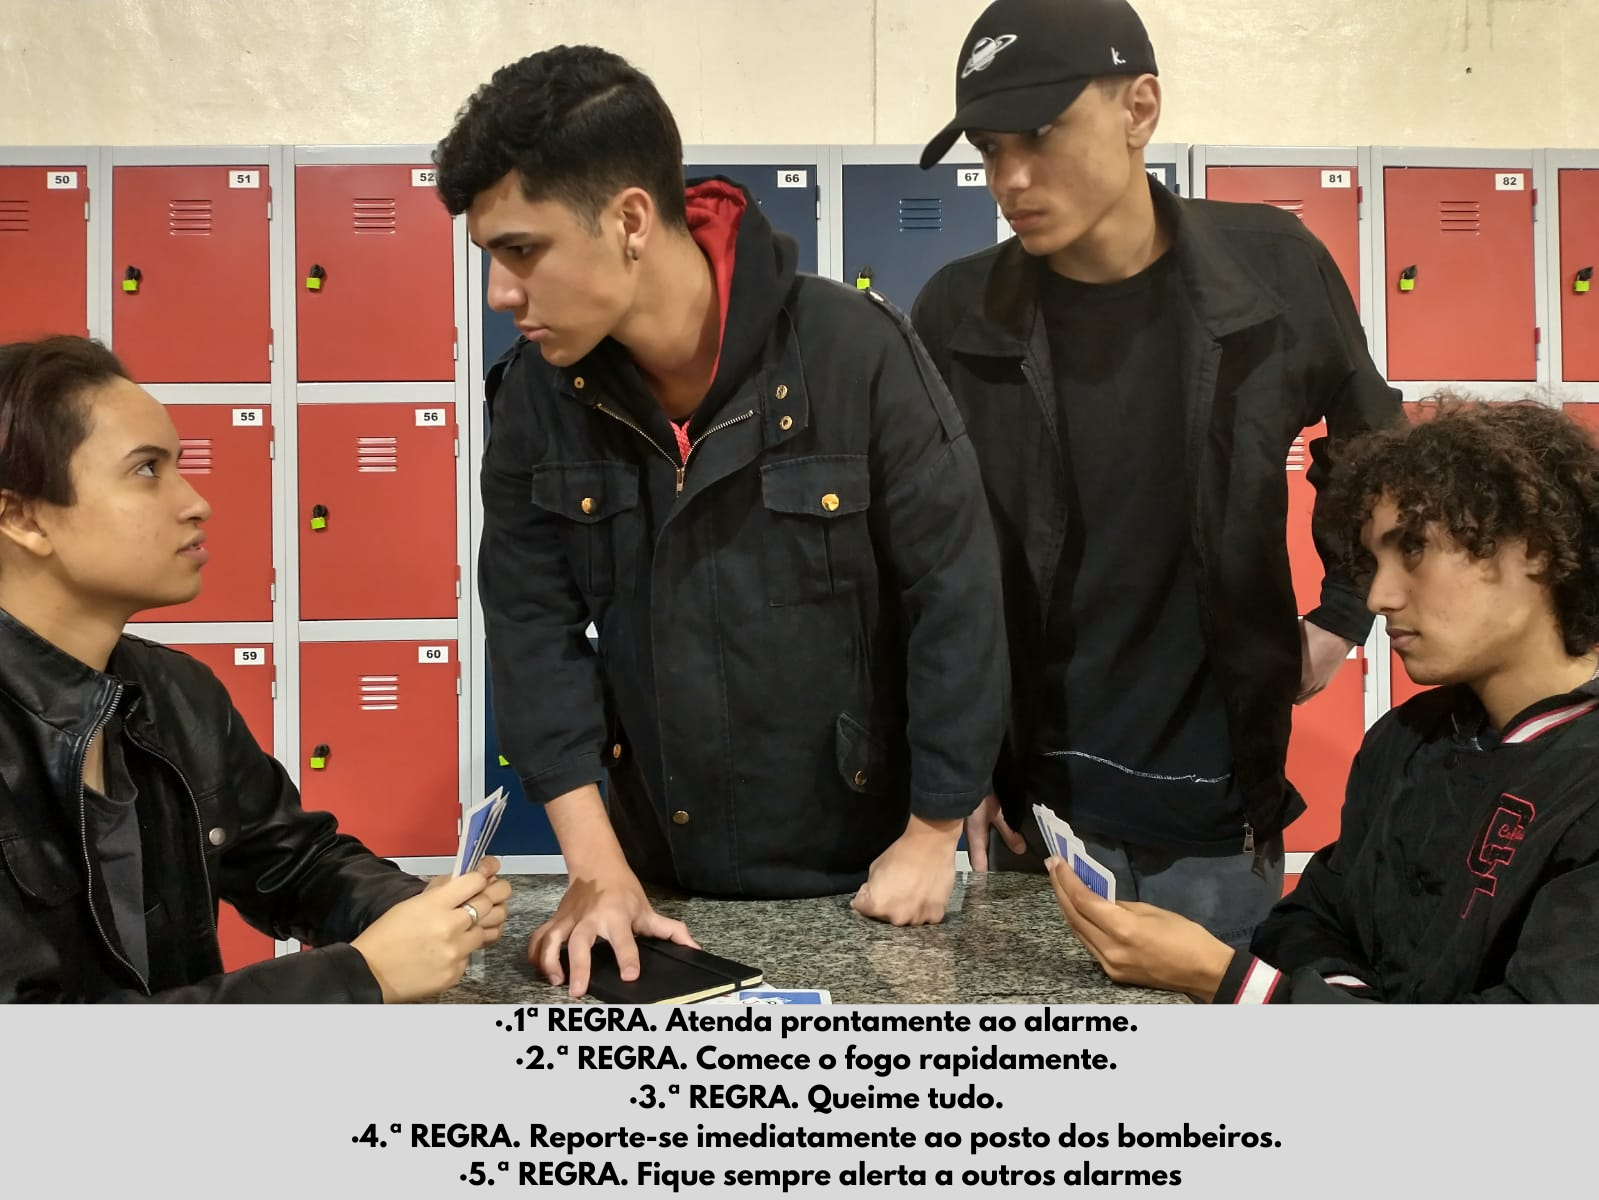 k.
50
51
52
66
67
8
81
82
55
56
59
60
·.1ª REGRA. Atenda prontamente ao alarme.
·2.ª REGRA. Comece o fogo rapidamente.
·3.ª REGRA. Queime tudo.
·4.ª REGRA. Reporte-se imediatamente ao posto dos bombeiros.
·5.ª REGRA. Fique sempre alerta a outros alarmes